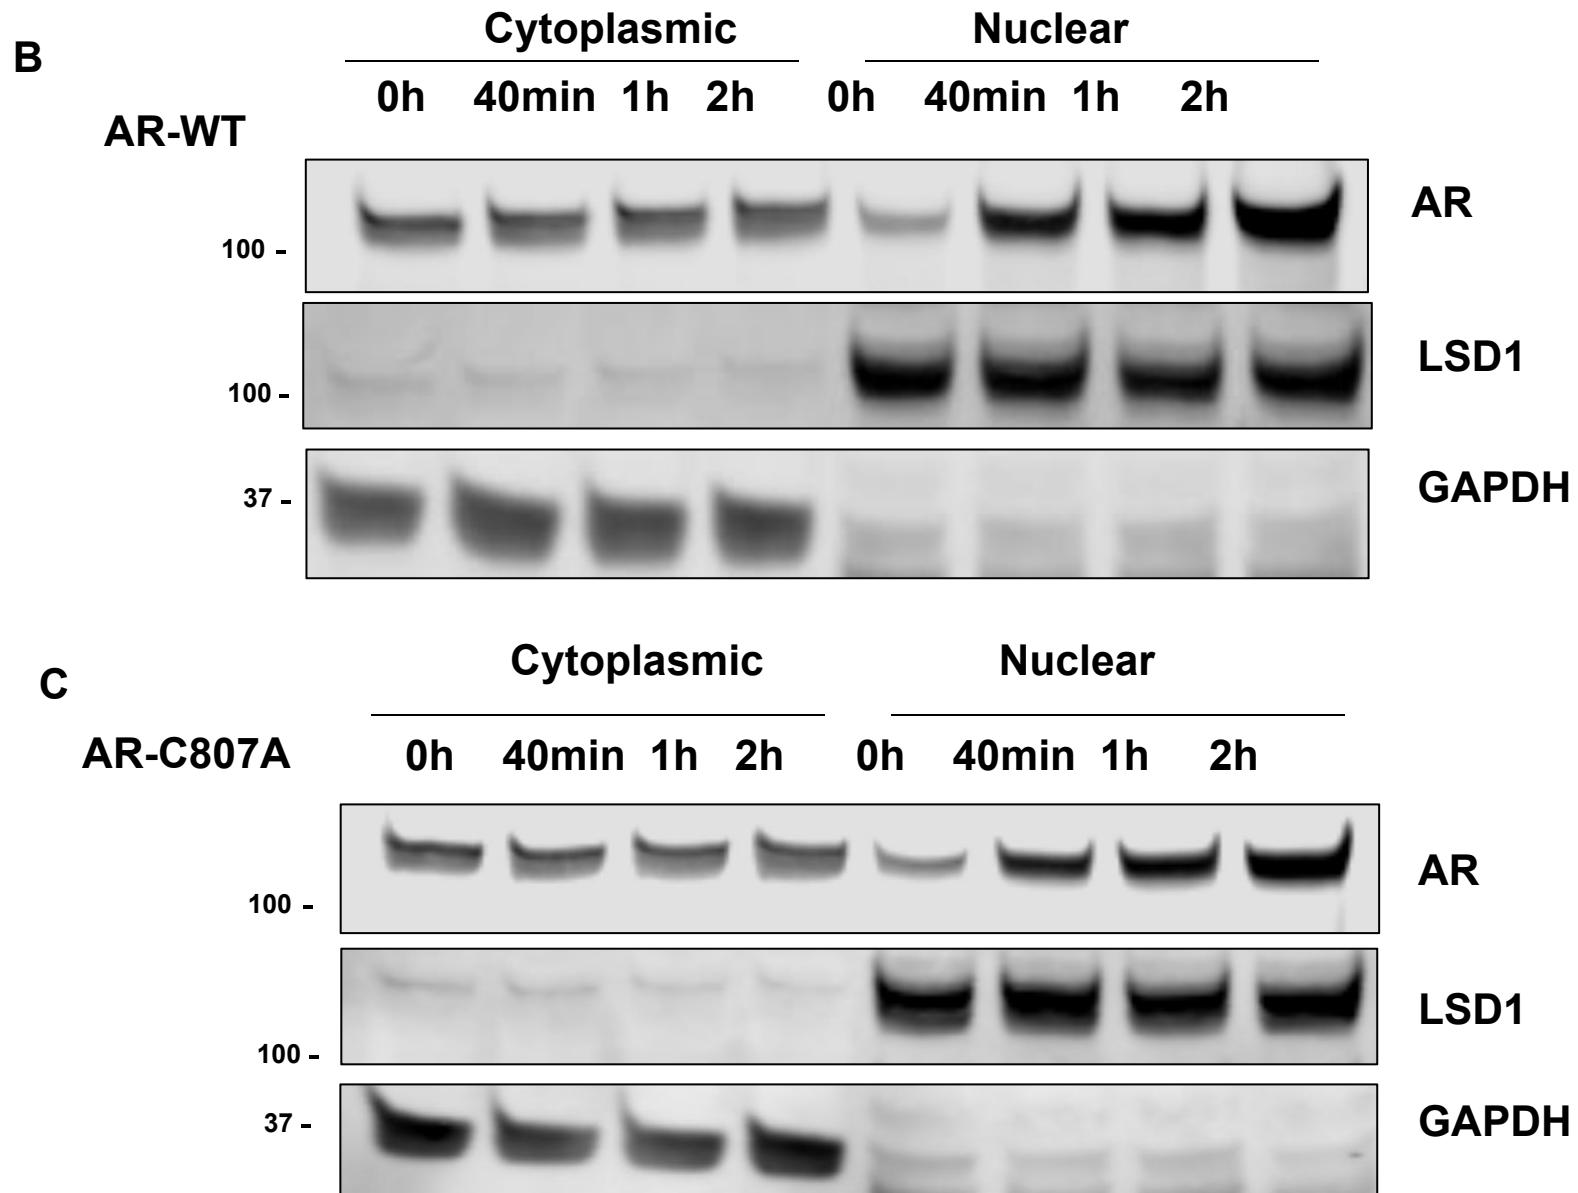 B
Cytoplasmic Nuclear
0h 40min 1h 2h 0h 40min 1h 2h
AR-WT
AR
100 -
LSD1
100 -
GAPDH
37 -
C
Cytoplasmic Nuclear
AR-C807A 0h 40min 1h 2h 0h 40min 1h 2h
AR
100 -
LSD1
100 -
GAPDH
37 -